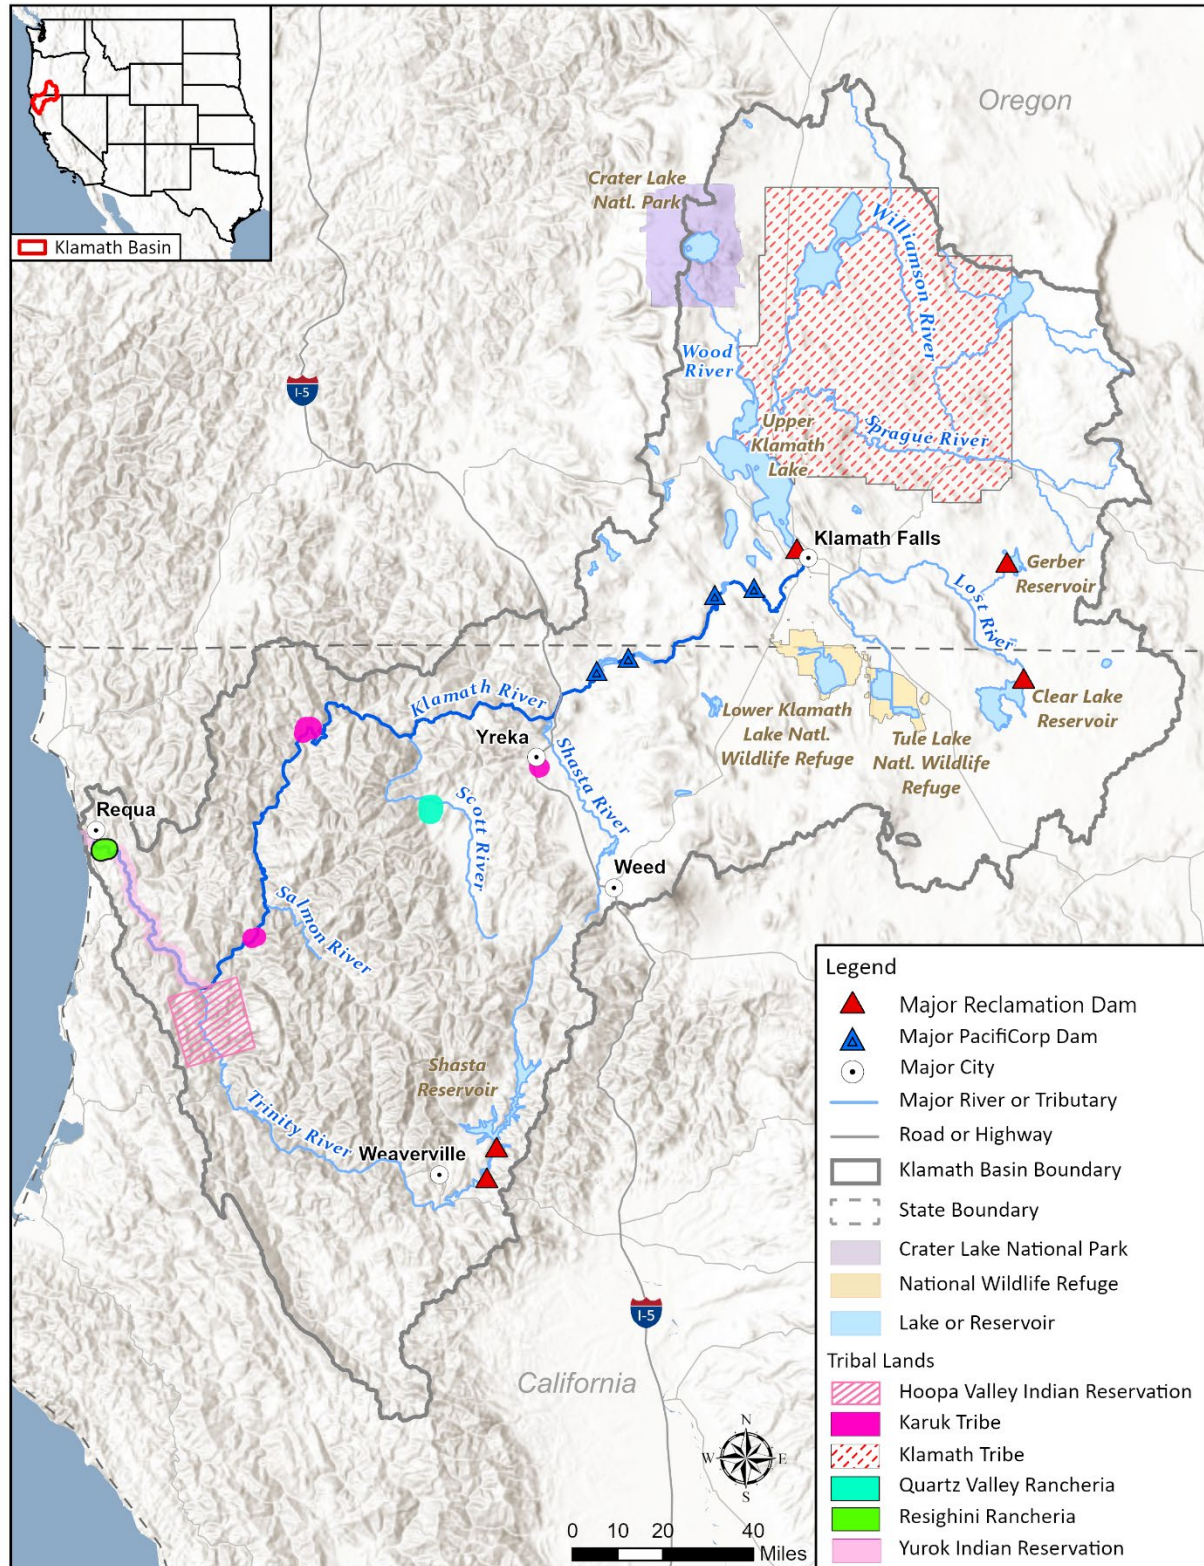 Klamath Basin
Oregon
Crater Lake
Natl. Park
Williamson River
I-5
Wood
River
Upper
Klamath
Lake
Sprague River
Klamath Falls
Gerber
Reservoir
Lost River
Klamath River
Clear Lake
Reservoir
Lower Klamath
Lake Natl.
Wildlife Refuge
Tule Lake
Natl. Wildlife
Refuge
Yreka
Shasta River
Requa
Scott River
Weed
Salmon River
Shasta
Reservoir
Trinity River
Weaverville
I-5
California
N
W
E
S
0 10 20 40
Miles
Legend
Major Reclamation Dam
Major PacifiCorp Dam
Major City
Major River or Tributary
Road or Highway
Klamath Basin Boundary
State Boundary
Crater Lake National Park
National Wildlife Refuge
Lake or Reservoir
Tribal Lands
Hoopa Valley Indian Reservation
Karuk Tribe
Klamath Tribe
Quartz Valley Rancheria
Resighini Rancheria
Yurok Indian Reservation